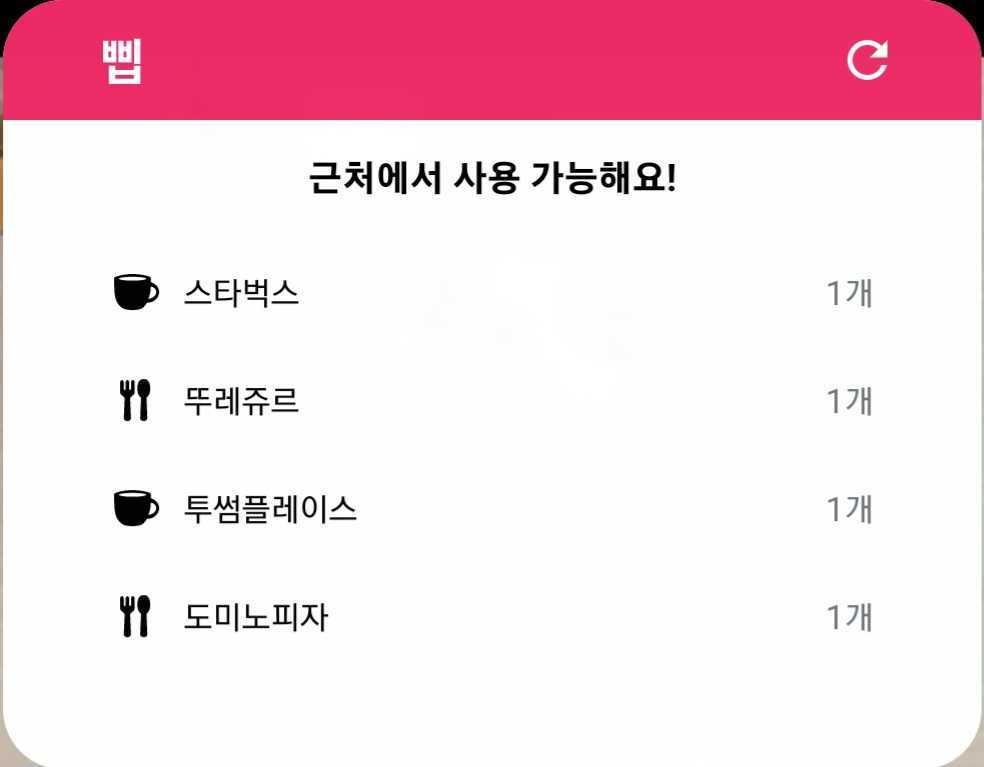 삡
근처에서 사용 가능해요!
스타벅스 1개
뚜레쥬르 1개
투썸플레이스 1개
도미노피자 1개